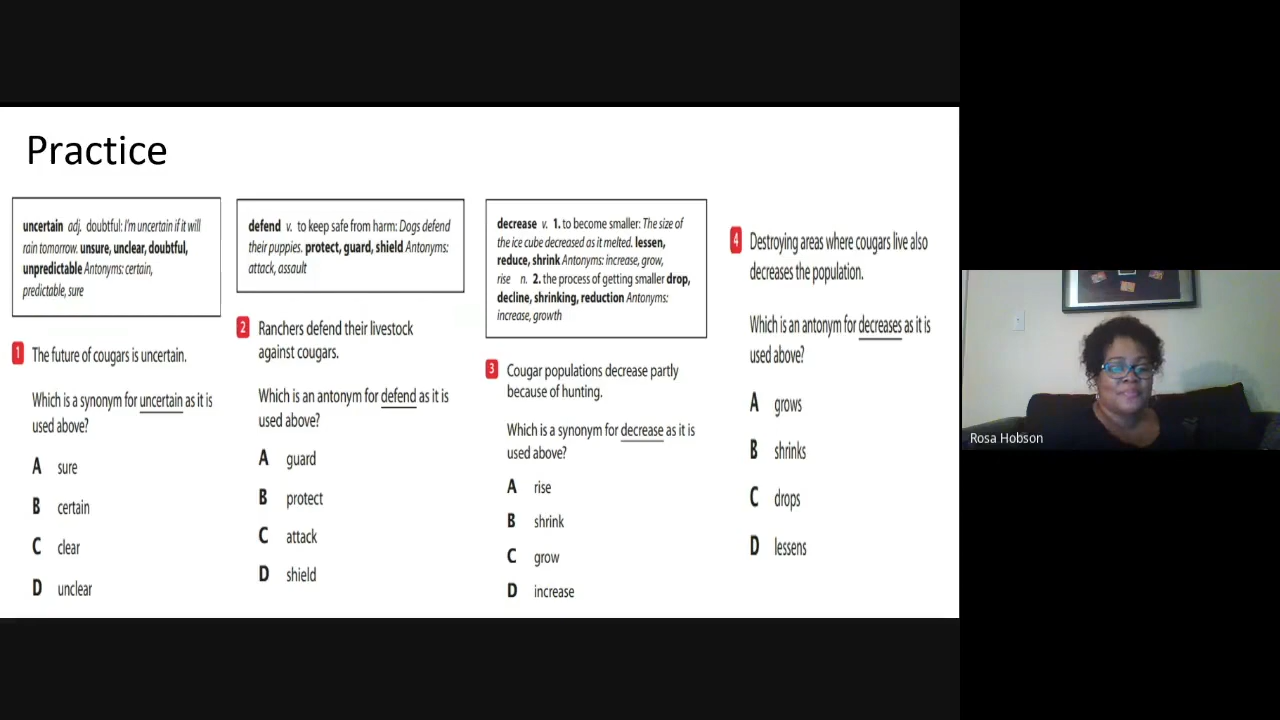 Practice
uncertain adj. doubtful: I'm uncertain if it will
rain tomorrow. unsure, unclear, doubtful,
unpredictable Antonyms: certain,
predictable, sure
1 The future of cougars is uncertain.
Which is a synonym for uncertain as it is
used above?
A sure
B certain
C clear
D unclear
defend v. to keep safe from harm: Dogs defend
their puppies. protect, guard, shield Antonyms:
attack, assault
2 Ranchers defend their livestock
against cougars.
Which is an antonym for defend as it is
used above?
A guard
B protect
C attack
D shield
decrease v. 1. to become smaller: The size of
the ice cube decreased as it melted. lessen,
reduce, shrink Antonyms: increase, grow,
rise n. 2. the process of getting smaller drop,
decline, shrinking, reduction Antonyms:
increase, growth
3 Cougar populations decrease partly
because of hunting.
Which is a synonym for decrease as it is
used above?
A rise
B shrink
C grow
D increase
4 Destroying areas where cougars live also
decreases the population.
Which is an antonym for decreases as it is
used above?
A grows
B shrinks
C drops
D lessens
Rosa Hobson